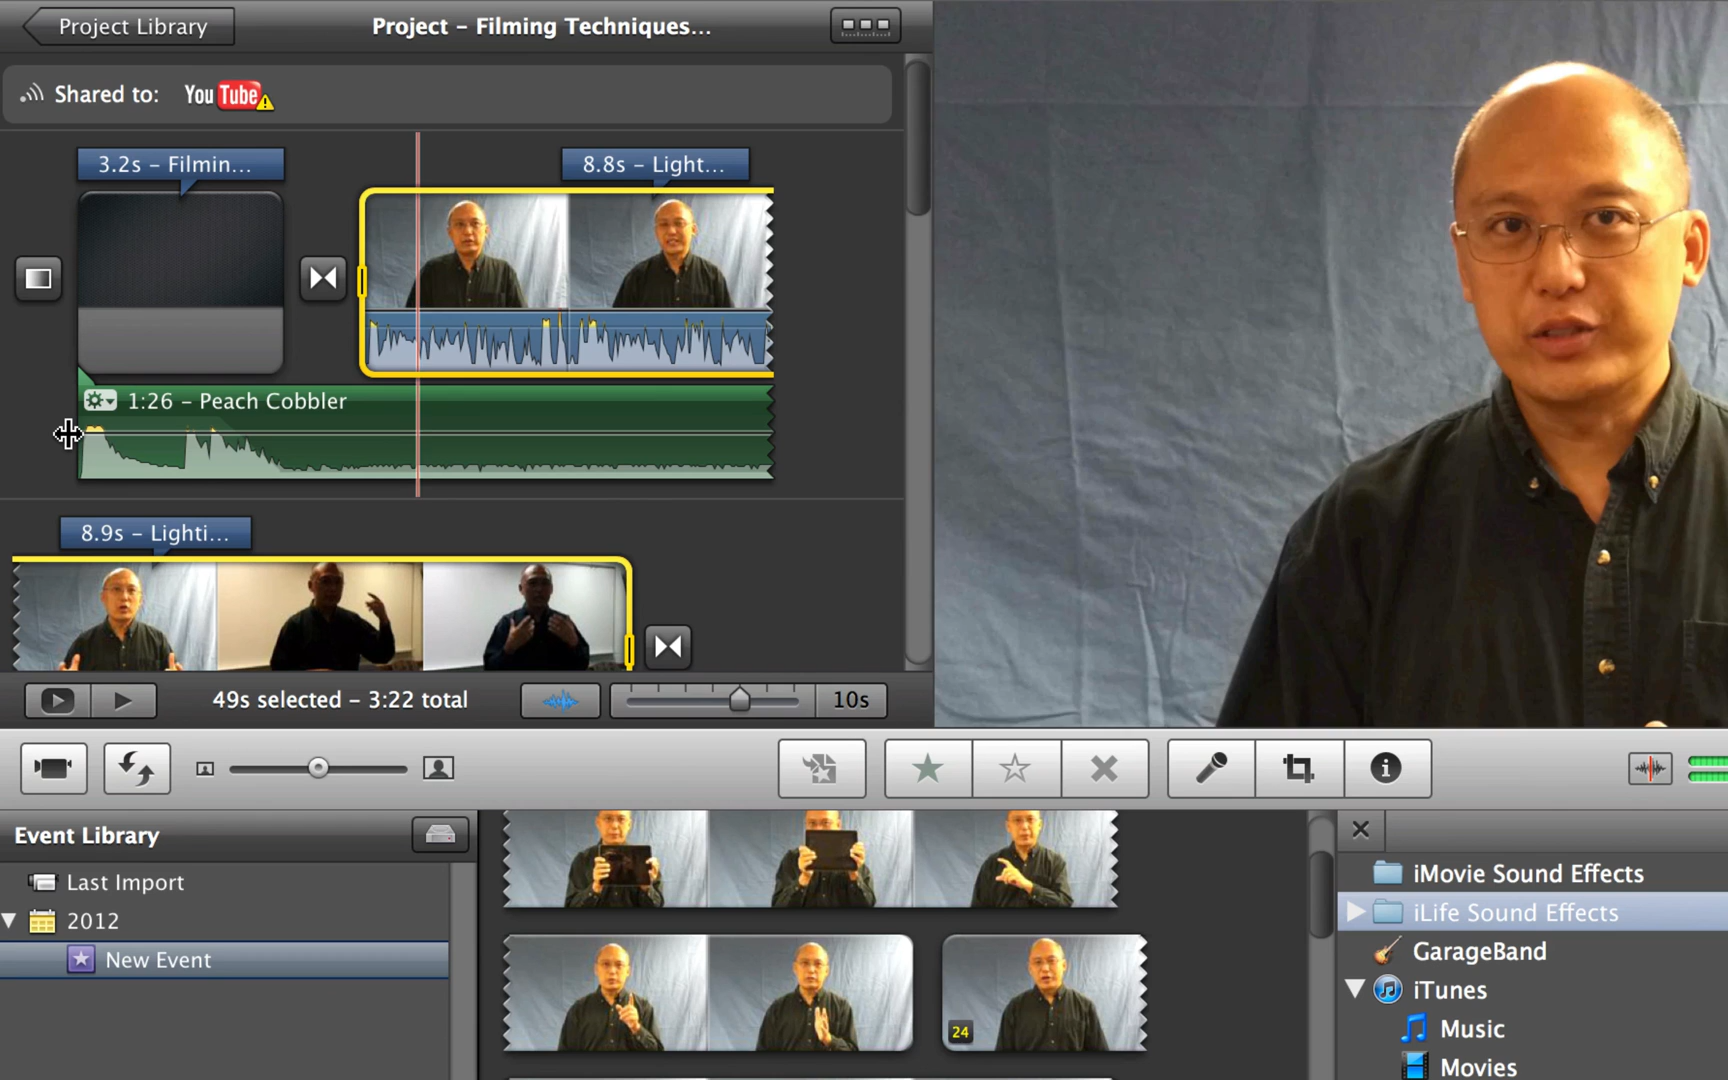 Project Library
Project – Filming Techniques...
Shared to: YouTube
3.2s – Filmin...
8.8s – Light...
1:26 – Peach Cobbler
8.9s – Lighti...
49s selected – 3:22 total
10s
Event Library
Last Import
2012
New Event
24
iMovie Sound Effects
iLife Sound Effects
GarageBand
iTunes
Music
Movies